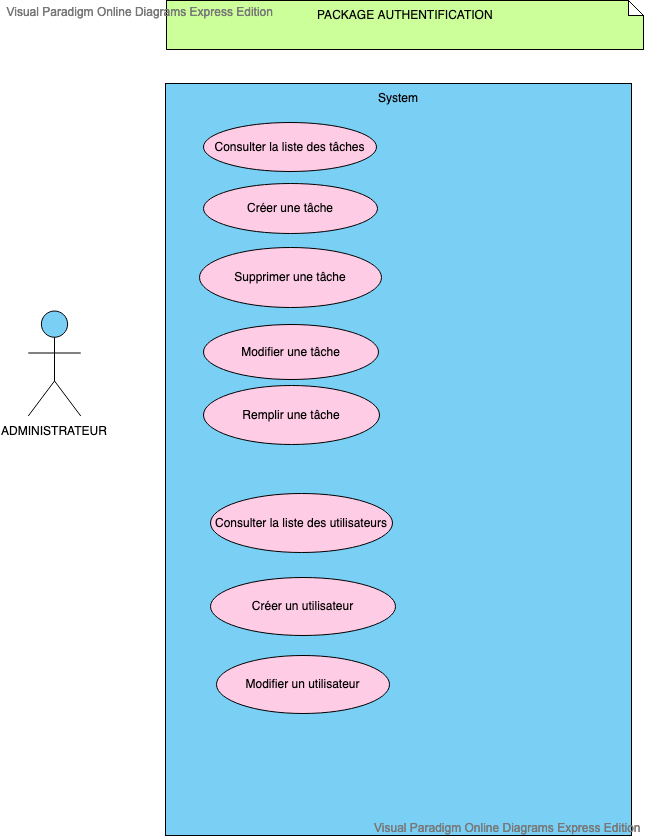 Visual Paradigm Online Diagrams Express Edition
PACKAGE AUTHENTIFICATION
System
Consulter la liste des tâches
Créer une tâche
Supprimer une tâche
Modifier une tâche
Remplir une tâche
ADMINISTRATEUR
Consulter la liste des utilisateurs
Créer un utilisateur
Modifier un utilisateur
Visual Paradigm Online Diagrams Express Edition